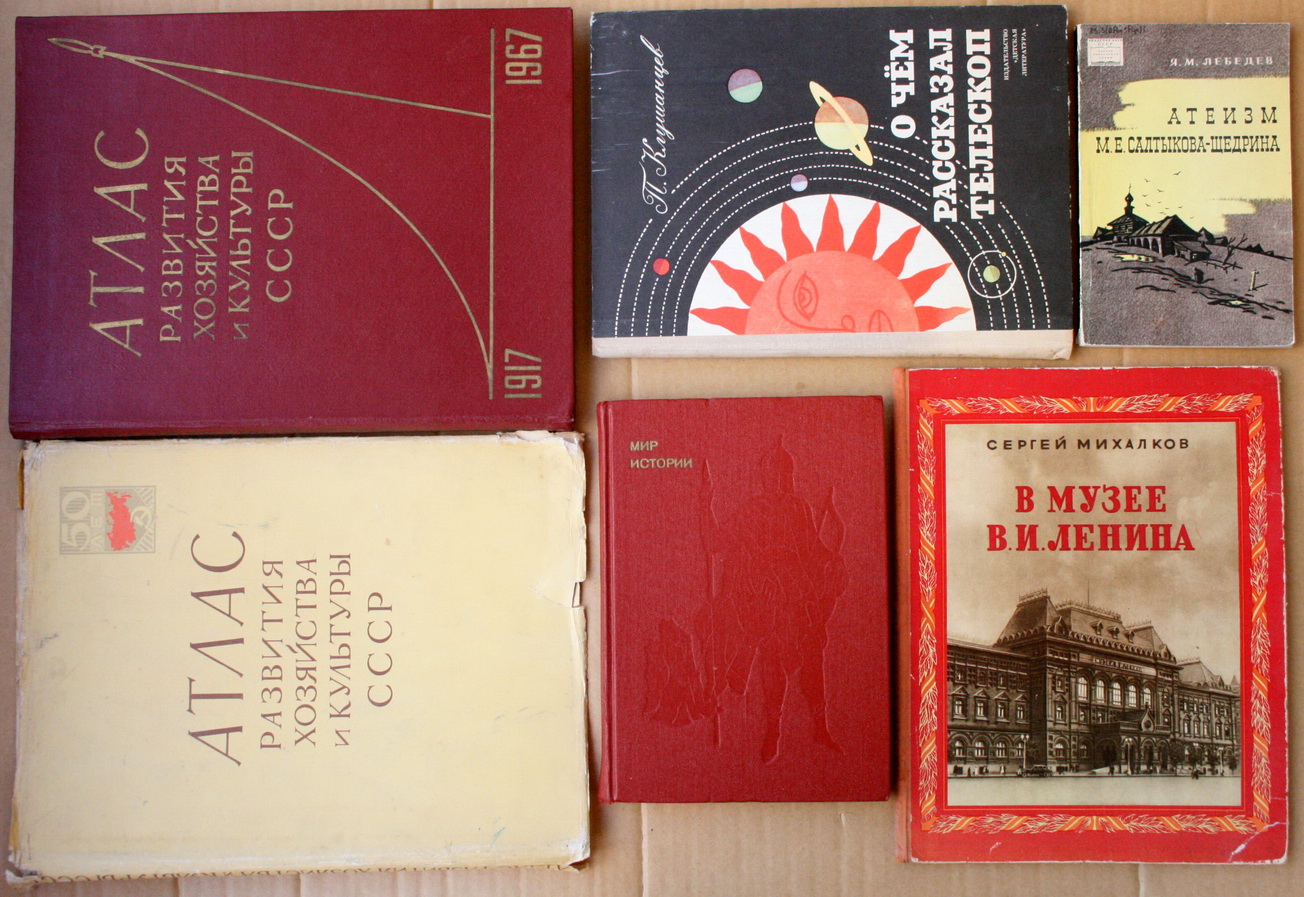 АТЛАС
РАЗВИТИЯ
ХОЗЯЙСТВА
И КУЛЬТУРЫ
СССР
1917
1967
П. Клушанцев
О ЧЁМ
РАССКАЗАЛ
ТЕЛЕСКОП
ИЗДАТЕЛЬСТВО
«ДЕТСКАЯ
ЛИТЕРАТУРА»
Я. М. ЛЕБЕДЕВ
АТЕИЗМ
М. Е. САЛТЫКОВА-ЩЕДРИНА
50
ЛЕТ
АТЛАС
РАЗВИТИЯ
ХОЗЯЙСТВА
И КУЛЬТУРЫ
СССР
МИР
ИСТОРИИ
СЕРГЕЙ МИХАЛКОВ
В МУЗЕЕ
В. И. ЛЕНИНА